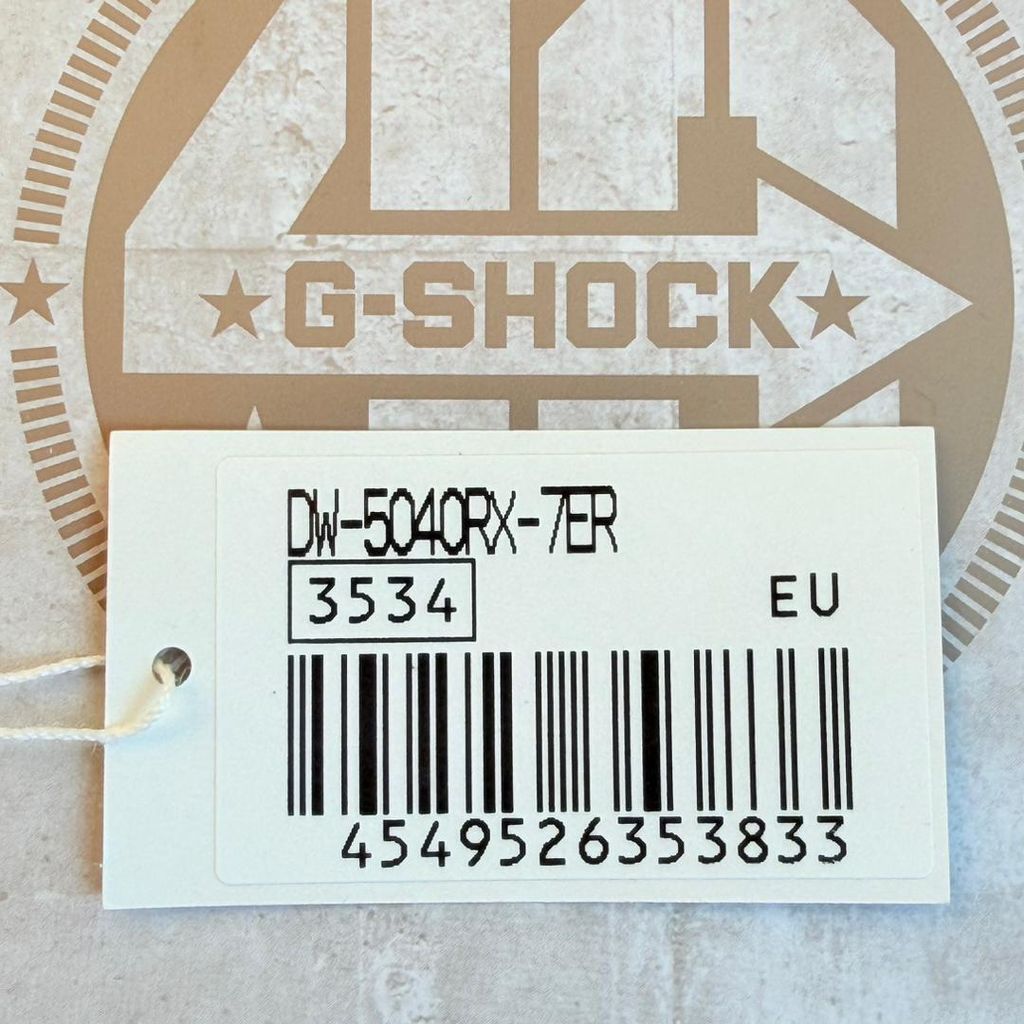 G-SHOCK
DW-5040RX-7ER
3534
EU
4549526353833